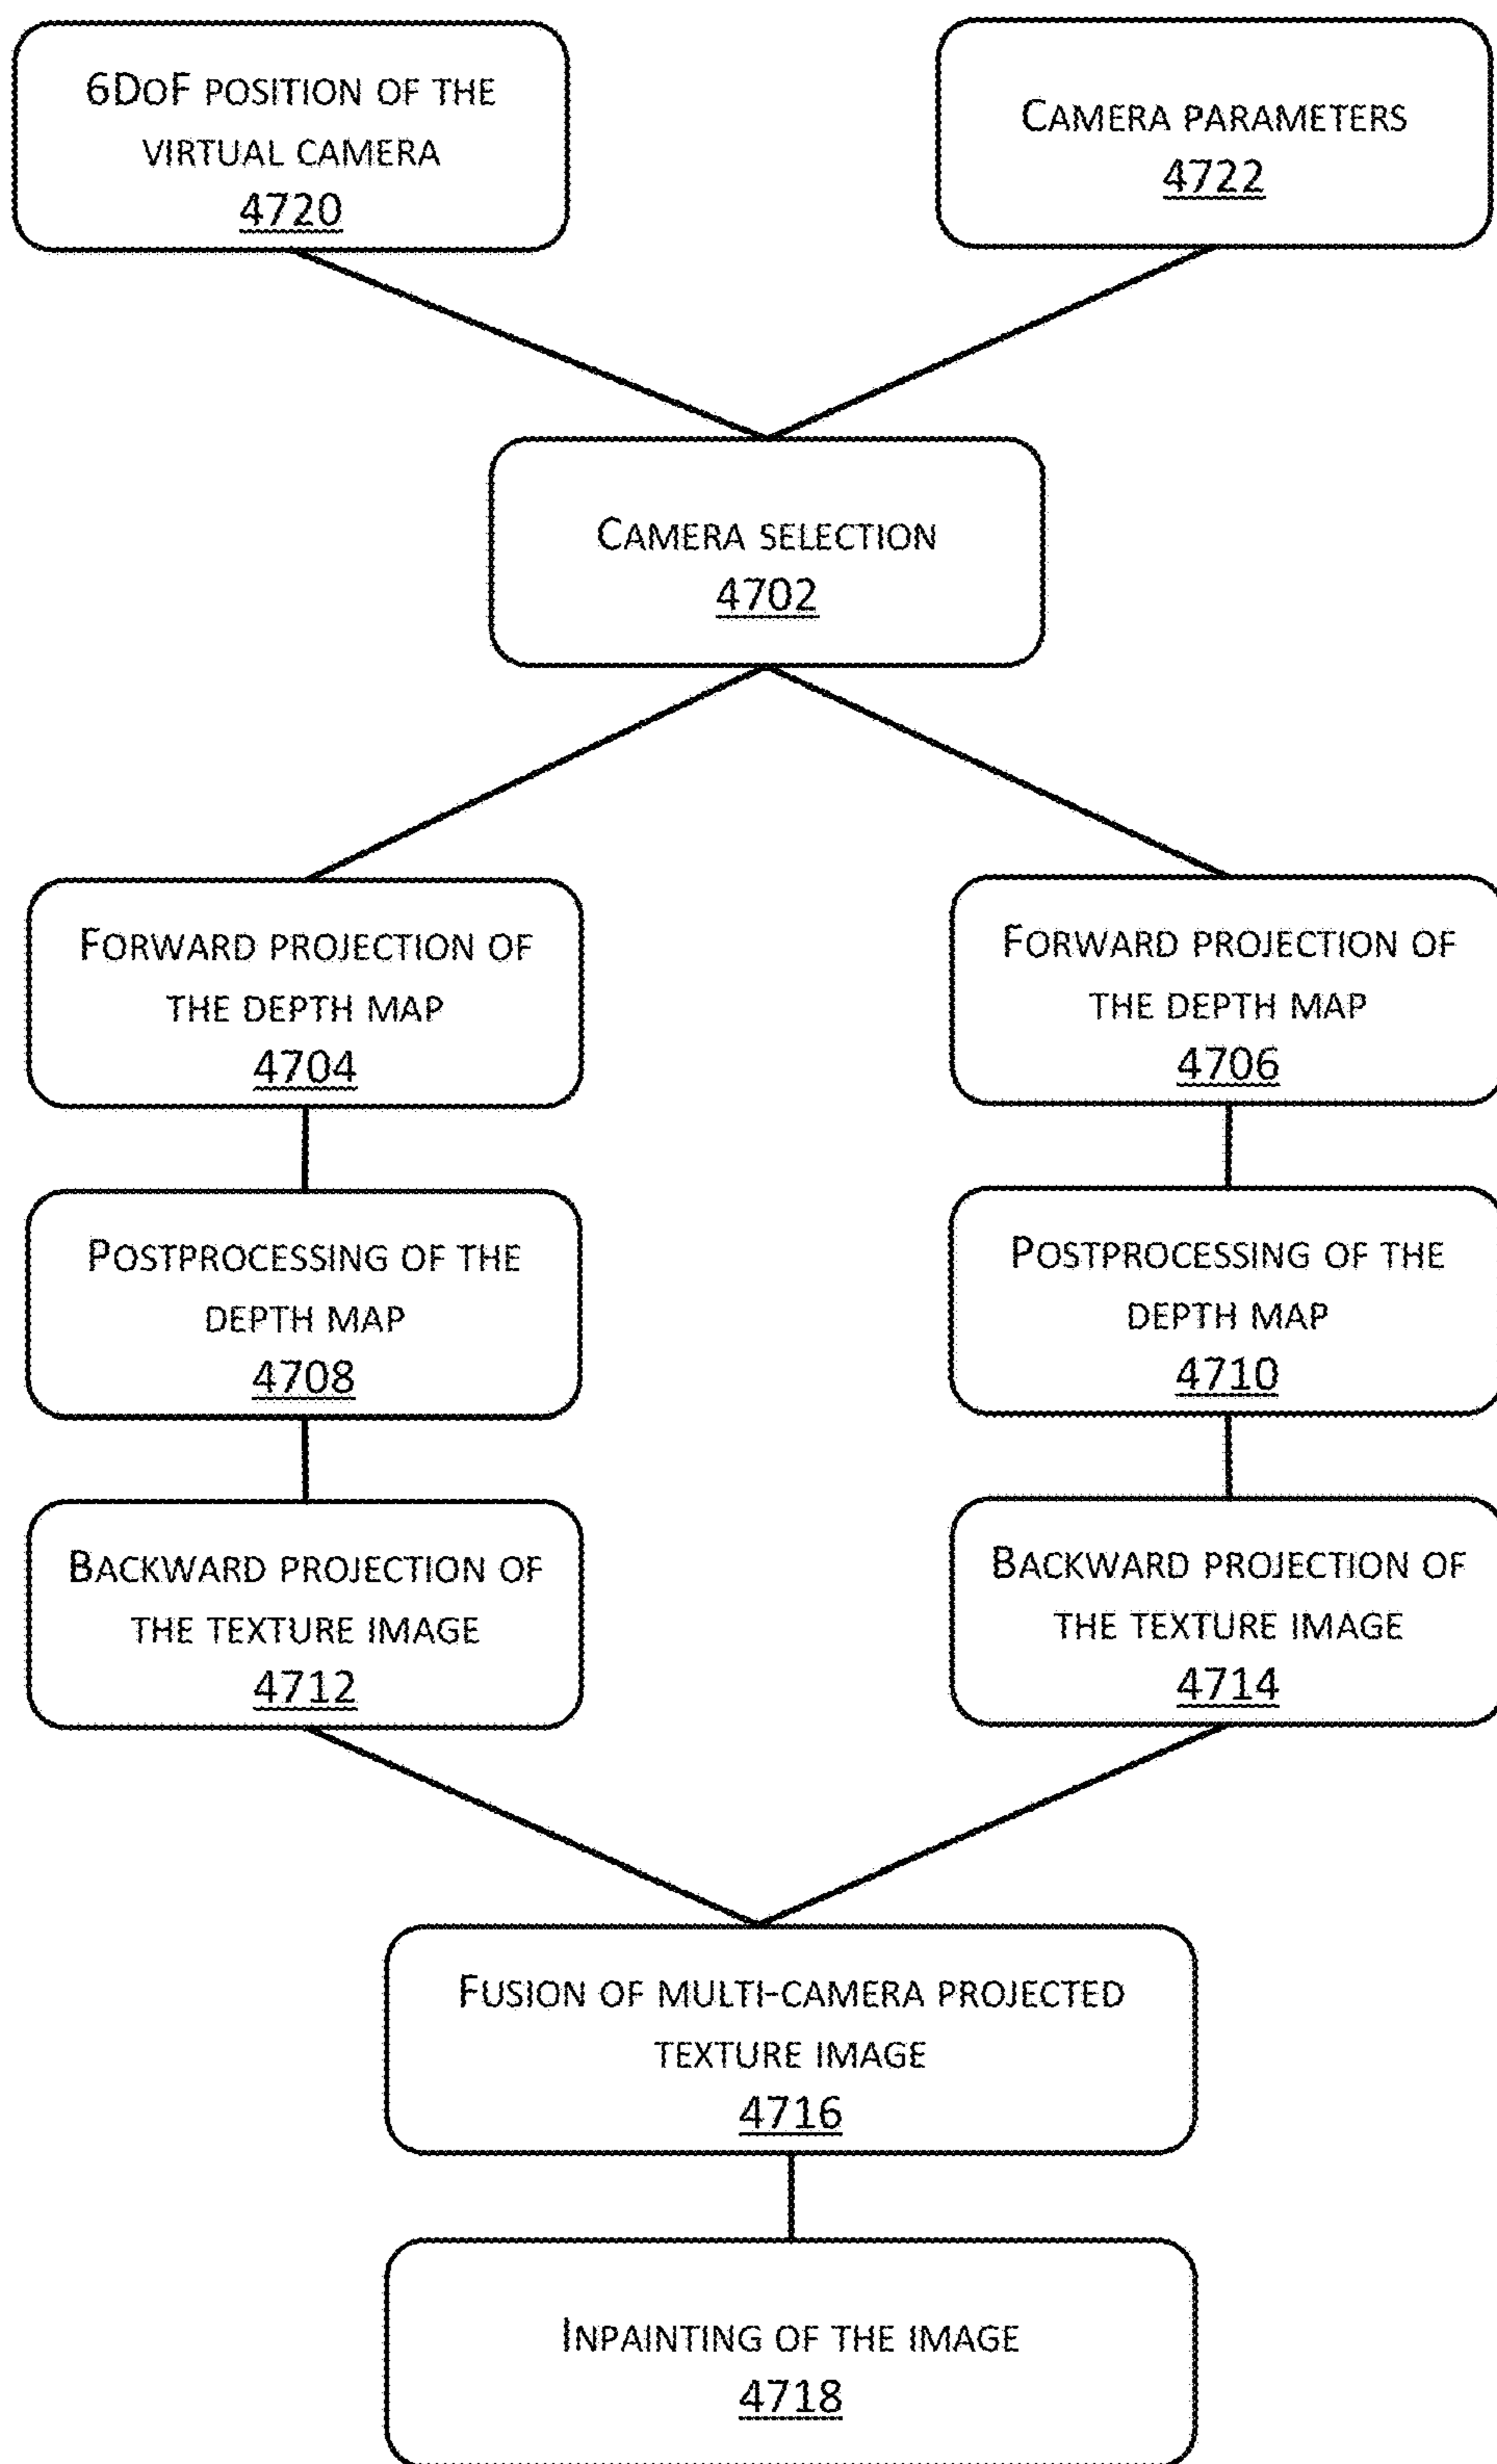 6DoF position of the
virtual camera
4720
Camera parameters
4722
Camera selection
4702
Forward projection of
the depth map
4704
Forward projection of
the depth map
4706
Postprocessing of the
depth map
4708
Postprocessing of the
depth map
4710
Backward projection of
the texture image
4712
Backward projection of
the texture image
4714
Fusion of multi-camera projected
texture image
4716
Inpainting of the image
4718